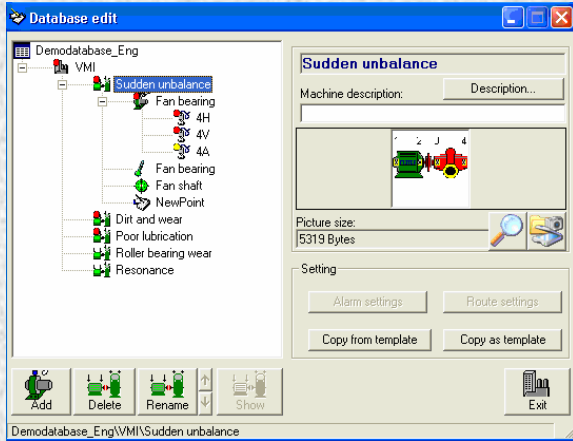 Database edit
Demodatabase_Eng
VMI
Sudden unbalance
Fan bearing
4H
4V
4A
Fan bearing
Fan shaft
NewPoint
Dirt and wear
Poor lubrication
Roller bearing wear
Resonance
Sudden unbalance
Machine description:
Description...
1 2 3 4
Picture size:
5319 Bytes
Setting
Alarm settings
Route settings
Copy from template
Copy as template
Add
Delete
Rename
Show
Exit
Demodatabase_Eng\VMI\Sudden unbalance